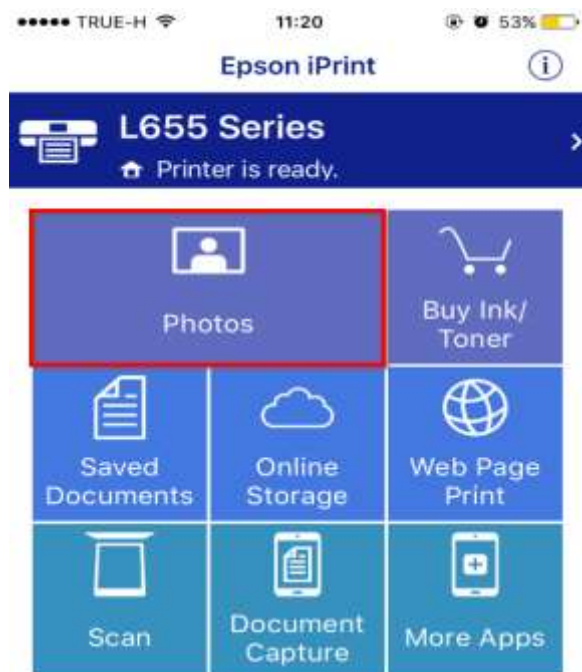 TRUE-H 11:20 53%
Epson iPrint
L655 Series
Printer is ready.
Photos
Buy Ink/
Toner
Saved
Documents
Online
Storage
Web Page
Print
Scan
Document
Capture
More Apps